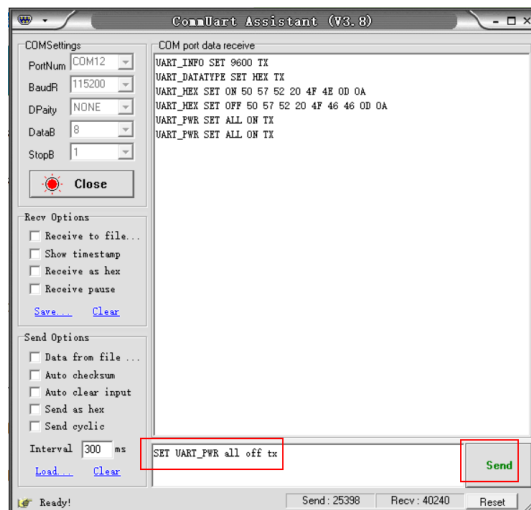 CommUart Assistant (V3.8)
COMSettings
PortNum COM12
BaudR 115200
DPaity NONE
DataB 8
StopB 1
Close
Recv Options
Receive to file...
Show timestamp
Receive as hex
Receive pause
Save... Clear
Send Options
Data from file ...
Auto checksum
Auto clear input
Send as hex
Send cyclic
Interval 300 ms
Load... Clear
COM port data receive
UART_INFO SET 9600 TX
UART_DATATYPE SET HEX TX
UART_HEX SET ON 50 57 52 20 4F 4E 0D 0A
UART_HEX SET OFF 50 57 52 20 4F 46 46 0D 0A
UART_PWR SET ALL ON TX
UART_PWR SET ALL ON TX
SET UART_PWR all off tx
Send
Ready!
Send : 25398
Recv : 40240
Reset